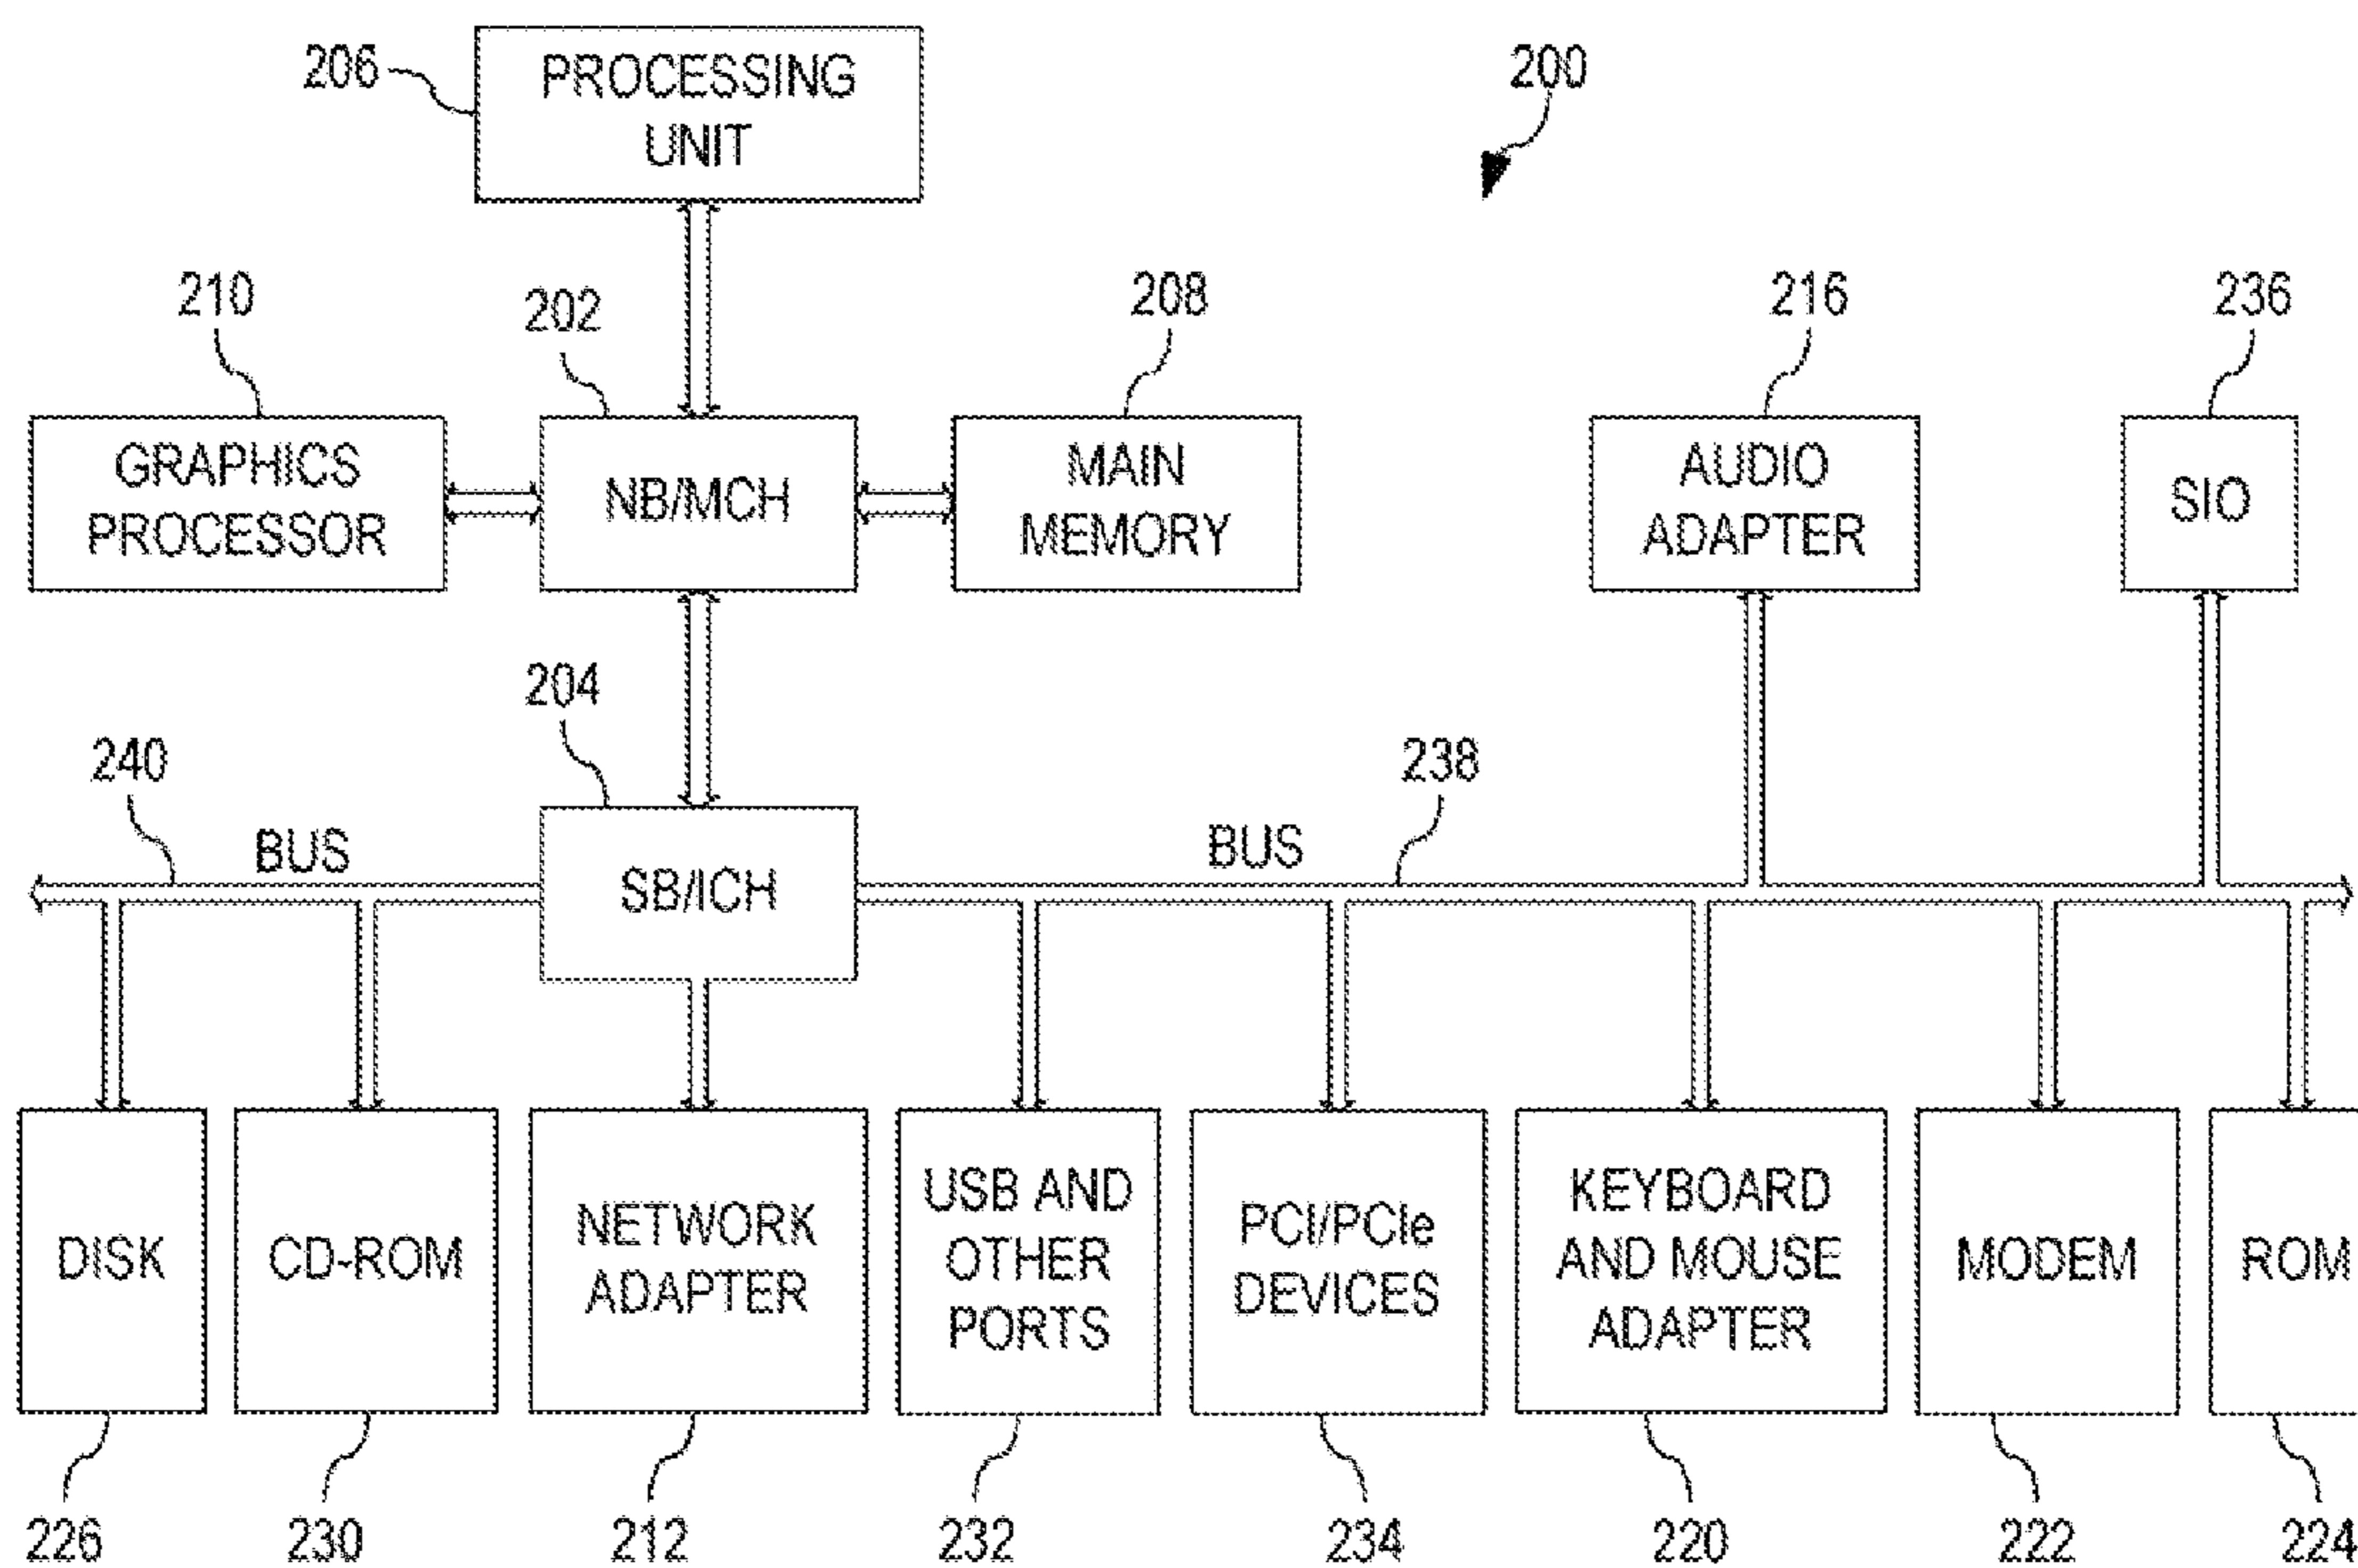 206
PROCESSING
UNIT
200
210
202
208
216
236
GRAPHICS
PROCESSOR
NB/MCH
MAIN
MEMORY
AUDIO
ADAPTER
SIO
204
240
BUS
SB/ICH
BUS
238
DISK
CD-ROM
NETWORK
ADAPTER
USB AND
OTHER
PORTS
PCI/PCIe
DEVICES
KEYBOARD
AND MOUSE
ADAPTER
MODEM
ROM
226
230
212
232
234
220
222
224